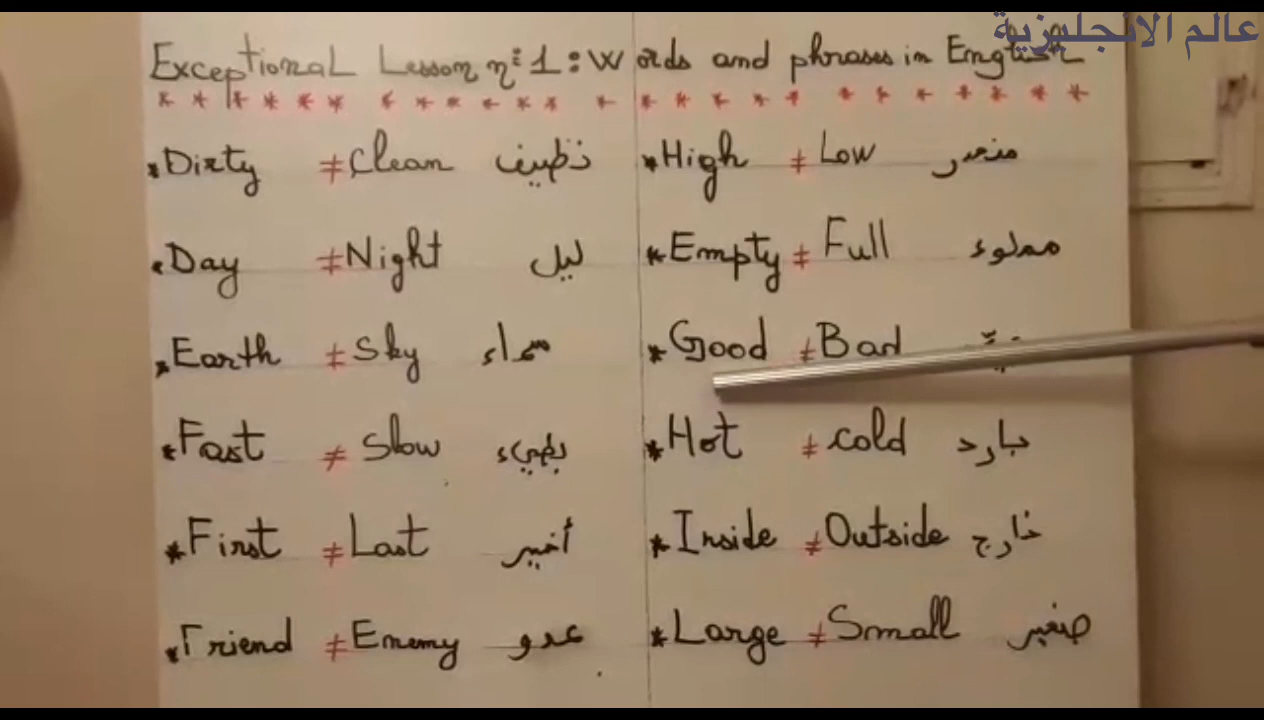 عالم الانجليزية
Exceptional Lesson n:1: Words and phrases in English
Dirty ≠ Clean نظيف
Day ≠ Night ليل
Earth ≠ Sky سماء
Fast ≠ Slow بطيء
First ≠ Last أخير
Friend ≠ Enemy عدو
High ≠ Low منحدر
Empty ≠ Full مملوء
Good ≠ Bad
Hot ≠ cold بارد
Inside ≠ Outside خارج
Large ≠ Small صغير